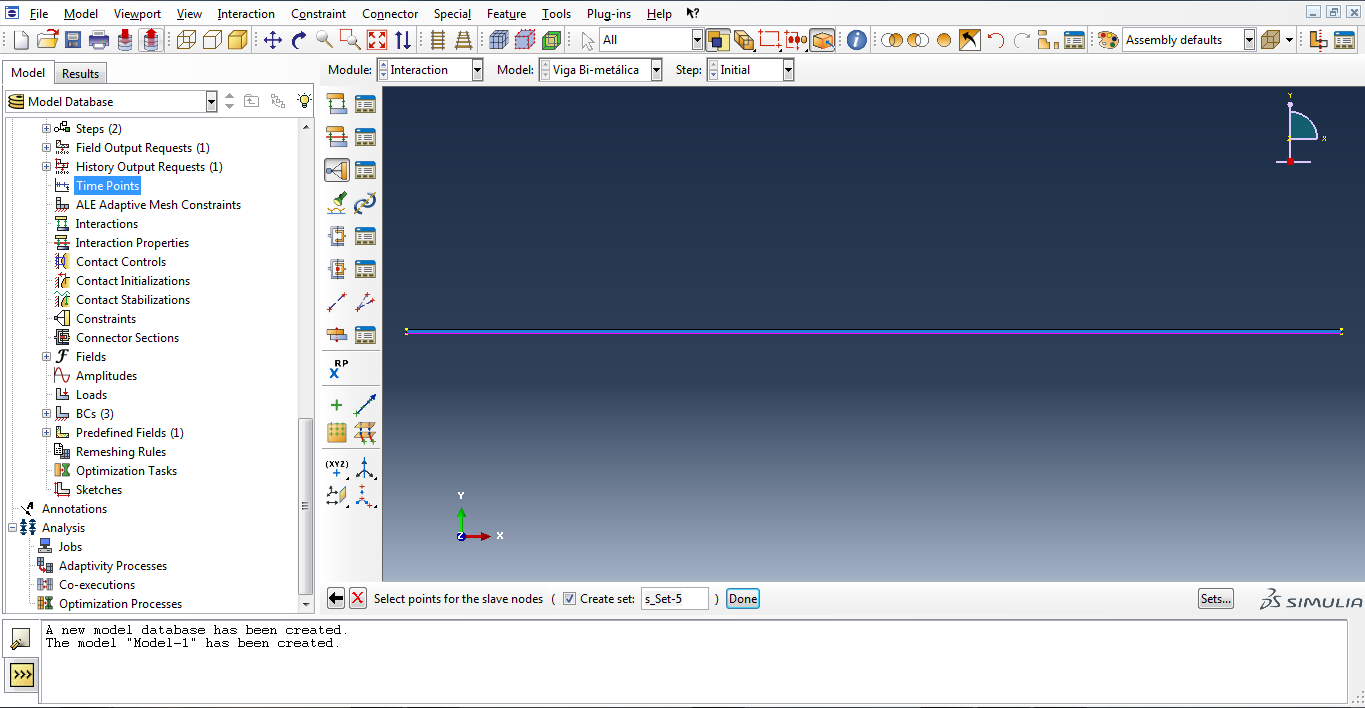 File Model Viewport View Interaction Constraint Connector Special Feature Tools Plug-ins Help ?
All Assembly defaults
Model Results Module: Interaction Model: Viga Bi-metálica Step: Initial
Model Database
Steps (2)
Field Output Requests (1)
History Output Requests (1)
Time Points
ALE Adaptive Mesh Constraints
Interactions
Interaction Properties
Contact Controls
Contact Initializations
Contact Stabilizations
Constraints
Connector Sections
Fields
Amplitudes
Loads
BCs (3)
Predefined Fields (1)
Remeshing Rules
Optimization Tasks
Sketches
Annotations
Analysis
Jobs
Adaptivity Processes
Co-executions
Optimization Processes
RP
(XYZ)
Y
X
Z
Y
X
Z
Select points for the slave nodes ( Create set: s_Set-5 ) Done Sets... SIMULIA
A new model database has been created.
The model "Model-1" has been created.
>>>